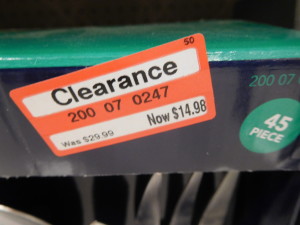 50
Clearance
200 07 0247
Was $29.99
Now $14.98
200 07
45
PIECE